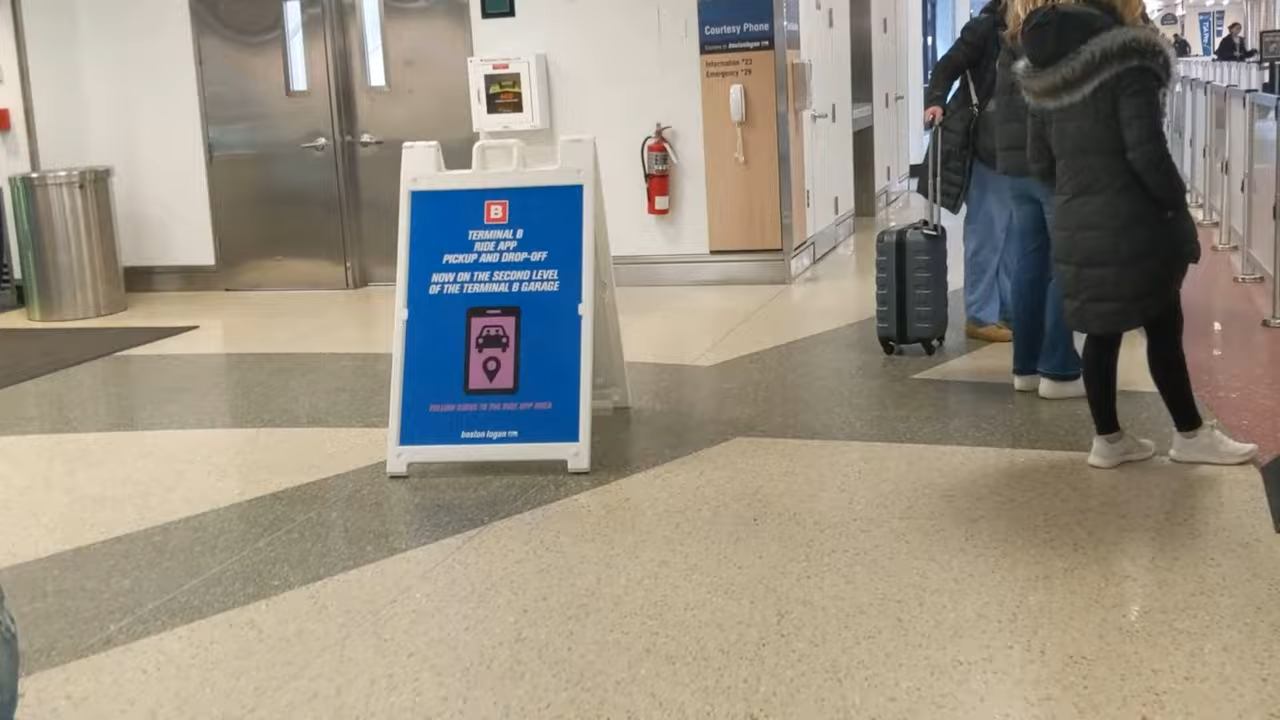 Courtesy Phone
Information *23
Emergency *29
AED
B
TERMINAL B
RIDE APP
PICKUP AND DROP-OFF
NOW ON THE SECOND LEVEL
OF THE TERMINAL B GARAGE
FOLLOW SIGNS TO THE RIDE APP AREA
boston logan